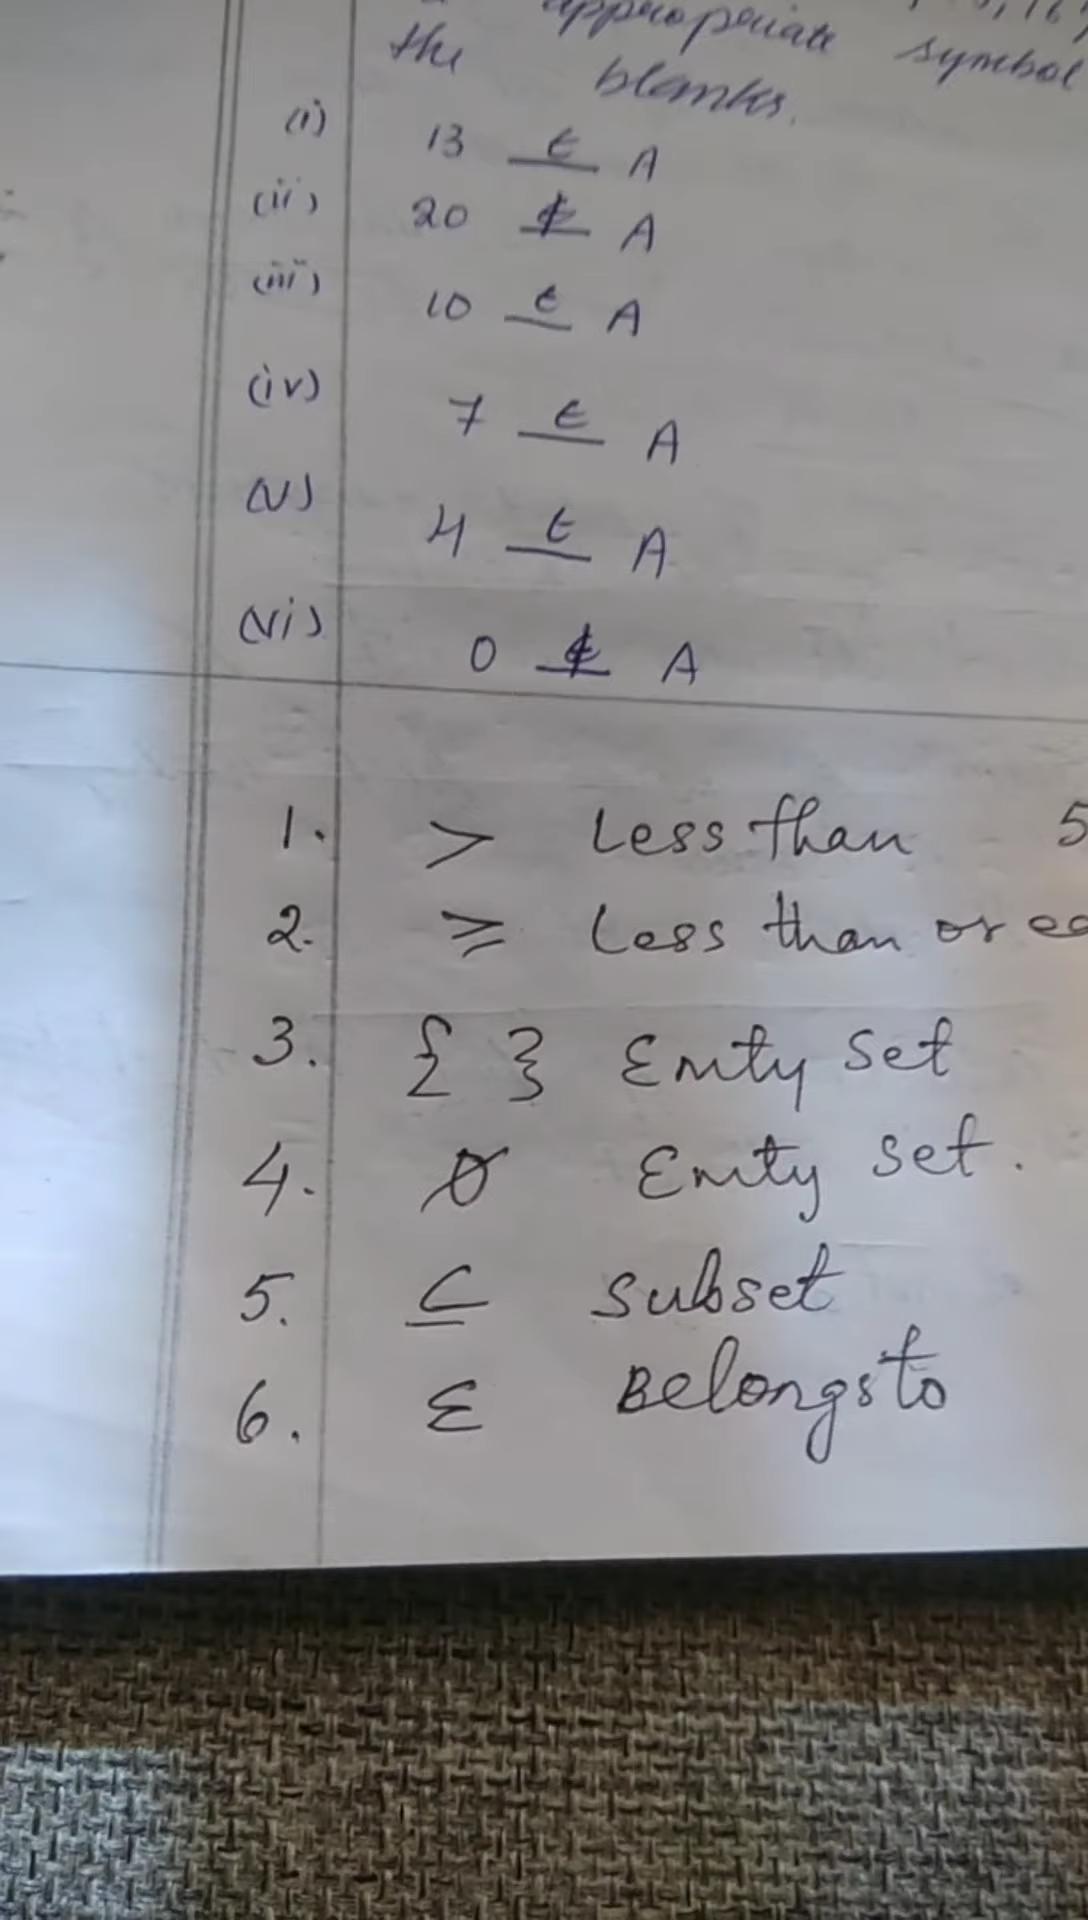 appropriate symbol
the blanks.
(i) 13 ∈ A
(ii) 20 ∉ A
(iii) 10 ∈ A
(iv) 7 ∈ A
(v) 4 ∈ A
(vi) 0 ∉ A
1. > Less than 5
2. ≥ Less than or
3. { } Emty set
4. Ø Emty set.
5. ⊆ subset
6. ∈ Belongs to